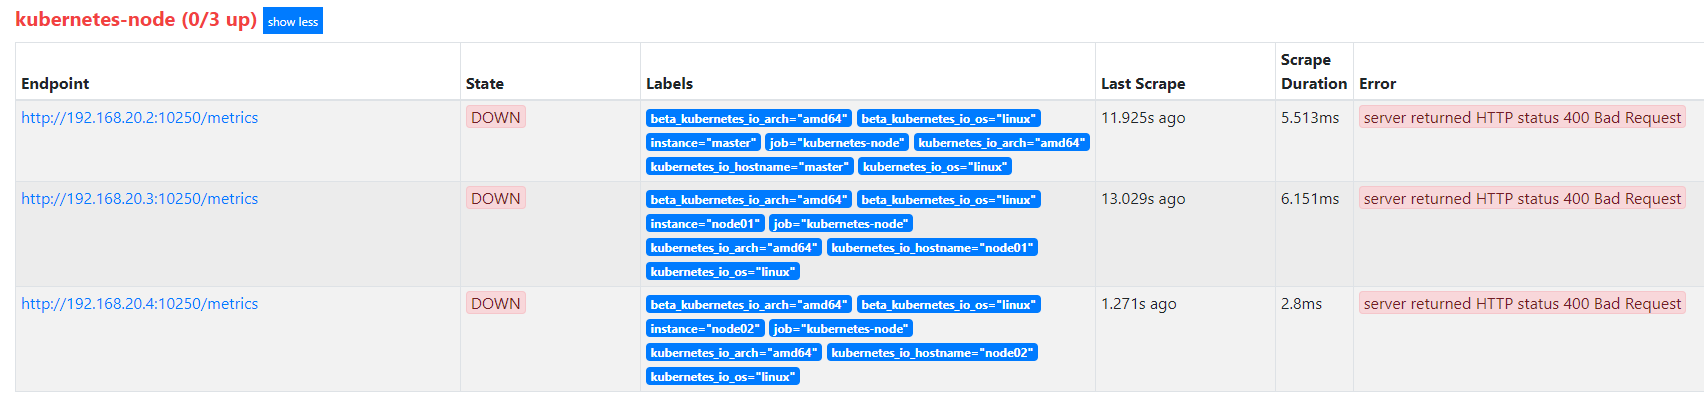 kubernetes-node (0/3 up) show less
Endpoint State Labels Last Scrape Scrape Duration Error
http://192.168.20.2:10250/metrics DOWN beta_kubernetes_io_arch="amd64" beta_kubernetes_io_os="linux" 11.925s ago 5.513ms server returned HTTP status 400 Bad Request
instance="master" job="kubernetes-node" kubernetes_io_arch="amd64"
kubernetes_io_hostname="master" kubernetes_io_os="linux"
http://192.168.20.3:10250/metrics DOWN beta_kubernetes_io_arch="amd64" beta_kubernetes_io_os="linux" 13.029s ago 6.151ms server returned HTTP status 400 Bad Request
instance="node01" job="kubernetes-node"
kubernetes_io_arch="amd64" kubernetes_io_hostname="node01"
kubernetes_io_os="linux"
http://192.168.20.4:10250/metrics DOWN beta_kubernetes_io_arch="amd64" beta_kubernetes_io_os="linux" 1.271s ago 2.8ms server returned HTTP status 400 Bad Request
instance="node02" job="kubernetes-node"
kubernetes_io_arch="amd64" kubernetes_io_hostname="node02"
kubernetes_io_os="linux"